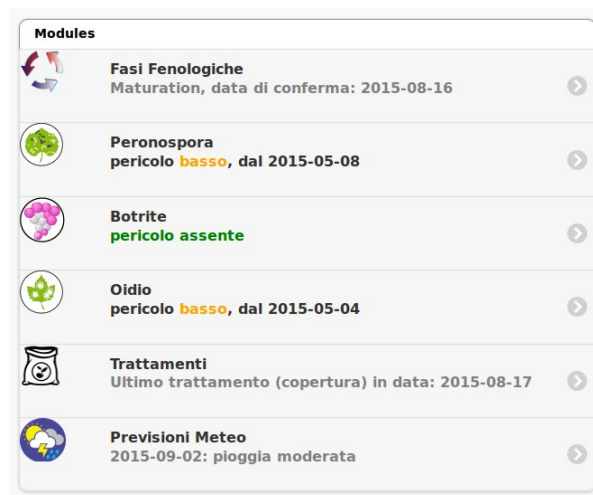 Modules
Fasi Fenologiche
Maturation, data di conferma: 2015-08-16
Peronospora
pericolo basso, dal 2015-05-08
Botrite
pericolo assente
Oidio
pericolo basso, dal 2015-05-04
Trattamenti
Ultimo trattamento (copertura) in data: 2015-08-17
Previsioni Meteo
2015-09-02: pioggia moderata